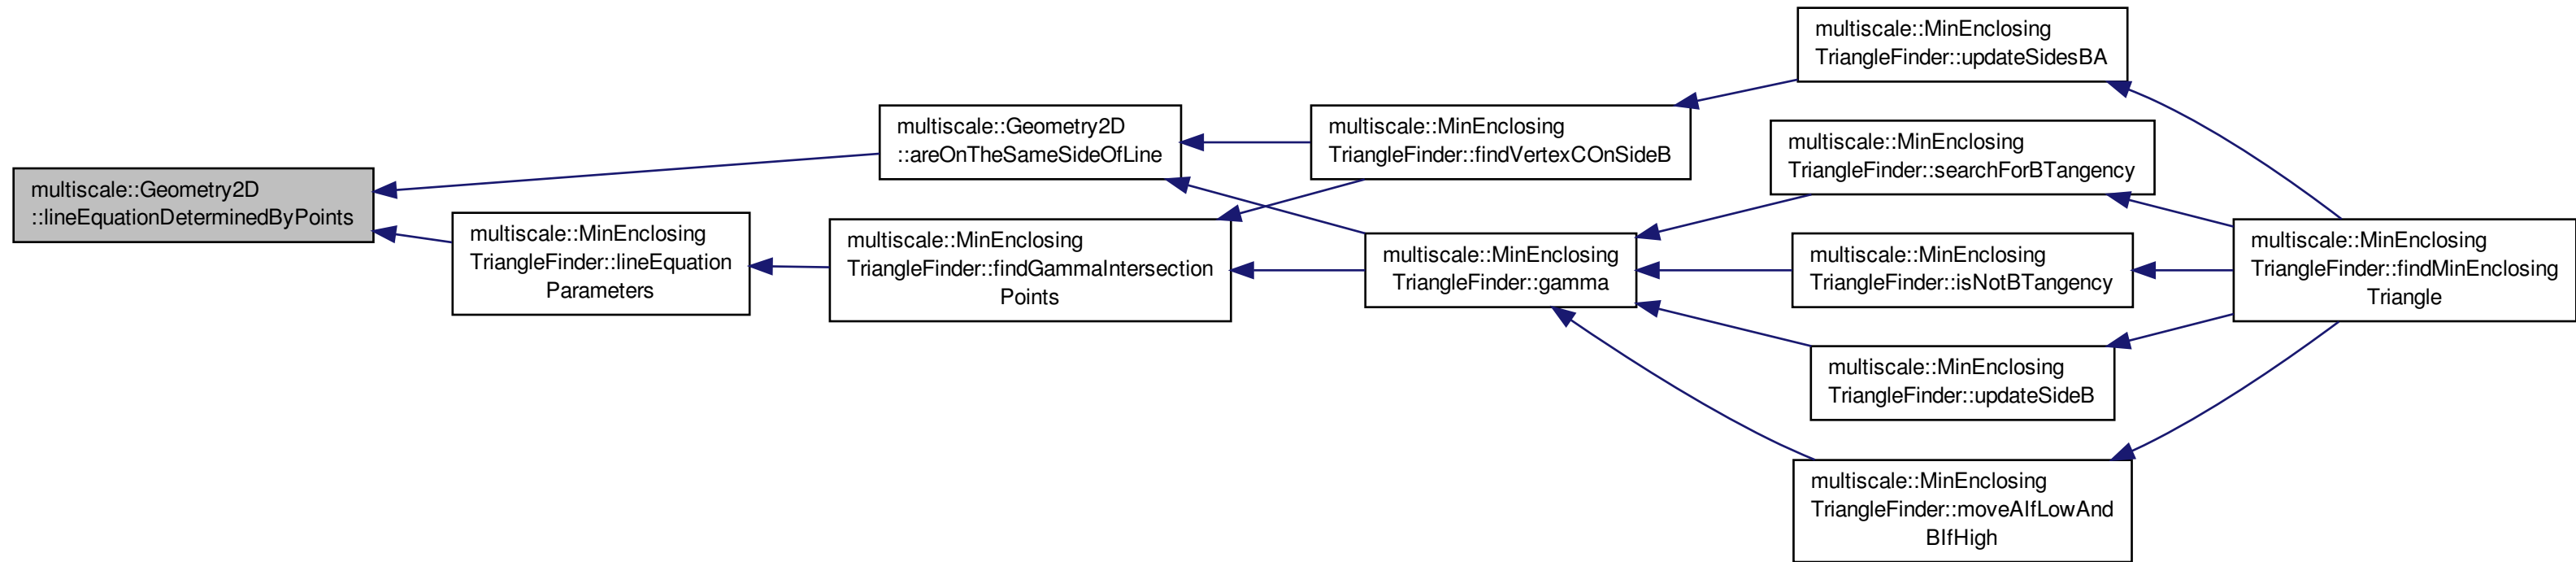 multiscale::Geometry2D
::lineEquationDeterminedByPoints
multiscale::MinEnclosing
TriangleFinder::lineEquation
Parameters
multiscale::Geometry2D
::areOnTheSameSideOfLine
multiscale::MinEnclosing
TriangleFinder::findGammaIntersection
Points
multiscale::MinEnclosing
TriangleFinder::findVertexCOnSideB
multiscale::MinEnclosing
TriangleFinder::gamma
multiscale::MinEnclosing
TriangleFinder::updateSidesBA
multiscale::MinEnclosing
TriangleFinder::searchForBTangency
multiscale::MinEnclosing
TriangleFinder::isNotBTangency
multiscale::MinEnclosing
TriangleFinder::updateSideB
multiscale::MinEnclosing
TriangleFinder::moveAIfLowAnd
BIfHigh
multiscale::MinEnclosing
TriangleFinder::findMinEnclosing
Triangle